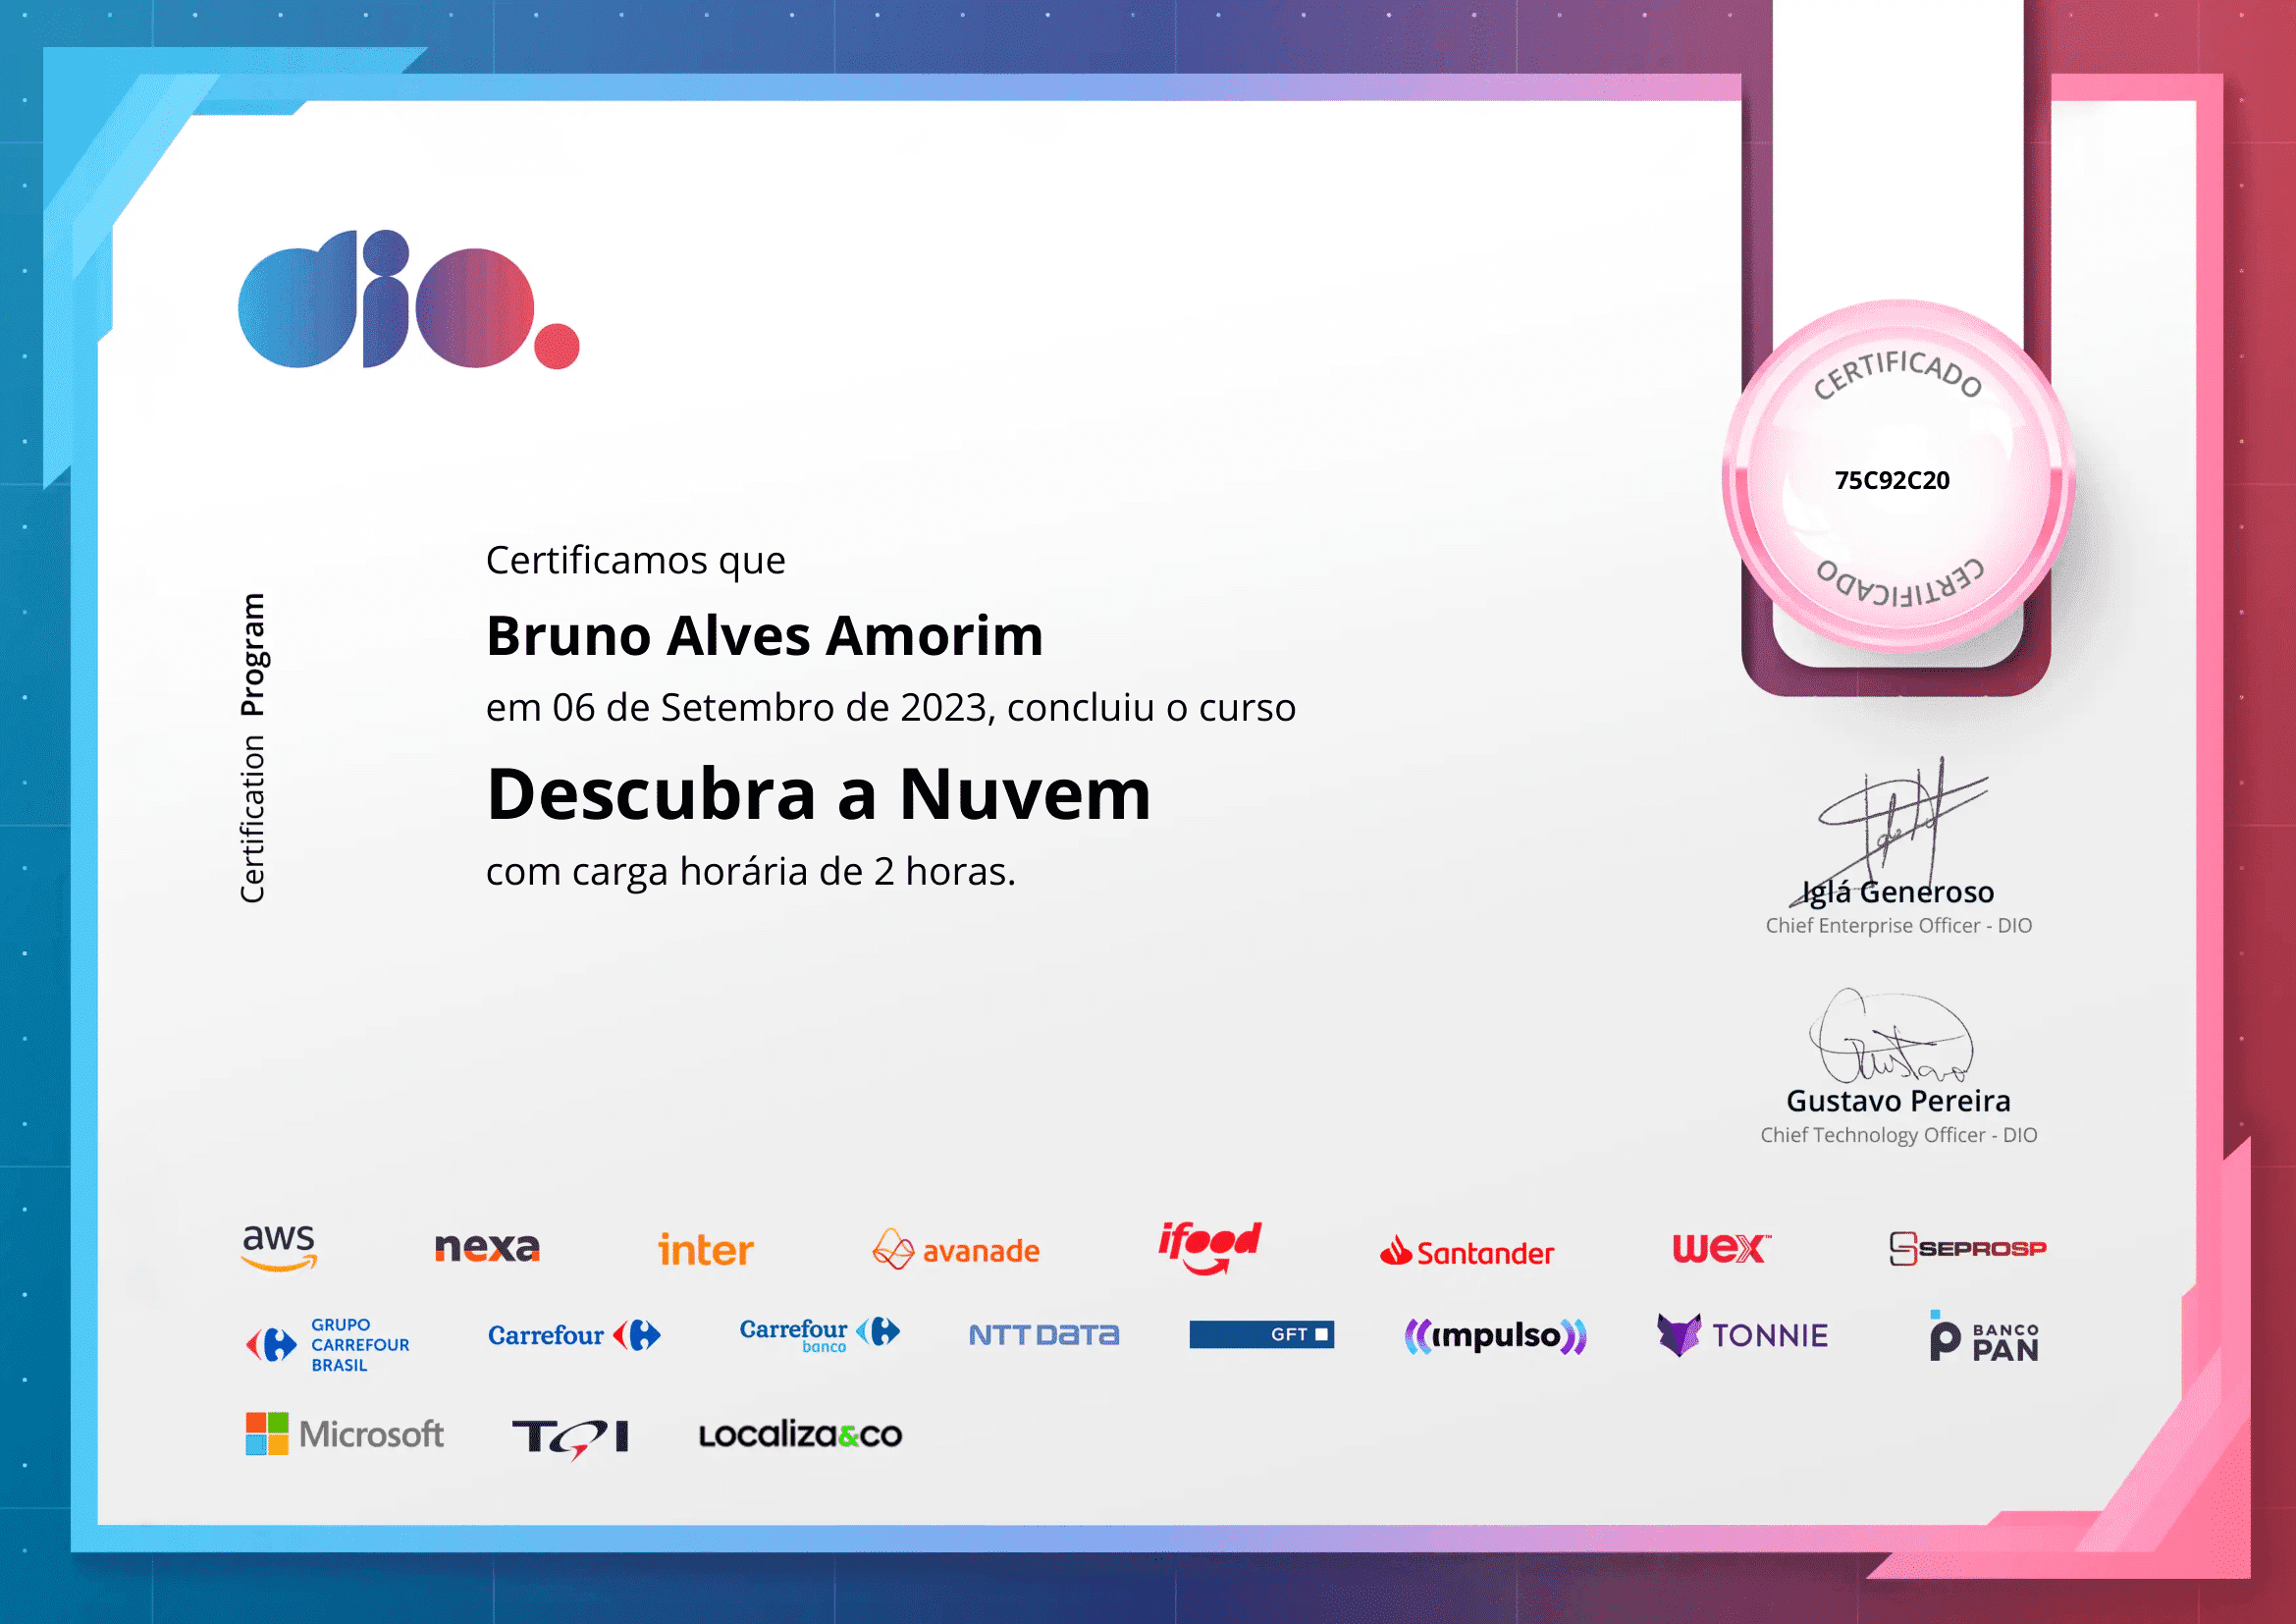 dio.
CERTIFICADO
75C92C20
CERTIFICADO
Certification Program
Certificamos que
Bruno Alves Amorim
em 06 de Setembro de 2023, concluiu o curso
Descubra a Nuvem
com carga horária de 2 horas.
Iglá Generoso
Chief Enterprise Officer - DIO
Gustavo
Gustavo Pereira
Chief Technology Officer - DIO
aws
nexa
inter
avanade
ifood
Santander
wex™
SEPROSP
GRUPO
CARREFOUR
BRASIL
Carrefour
Carrefour
banco
NTT DATA
GFT
impulso
TONNIE
BANCO
PAN
Microsoft
TQI
Localiza&co